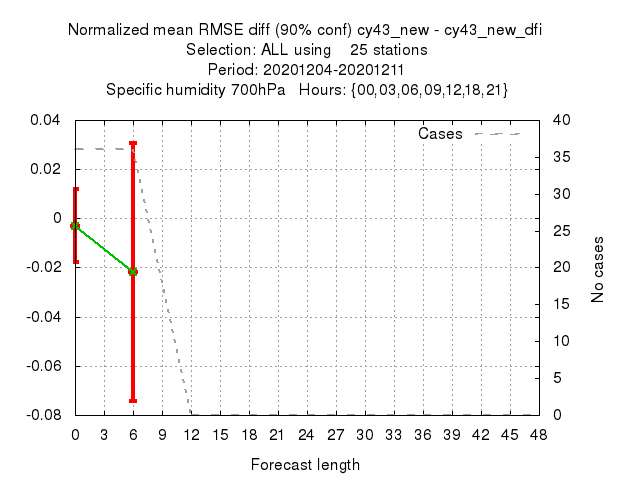 Normalized mean RMSE diff (90% conf) cy43_new - cy43_new_dfi
Selection: ALL using 25 stations
Period: 20201204-20201211
Specific humidity 700hPa Hours: {00,03,06,09,12,18,21}
Cases
0.04
0.02
0
-0.02
-0.04
-0.06
-0.08
40
35
30
25
20
15
10
5
0
No cases
0 3 6 9 12 15 18 21 24 27 30 33 36 39 42 45 48
Forecast length